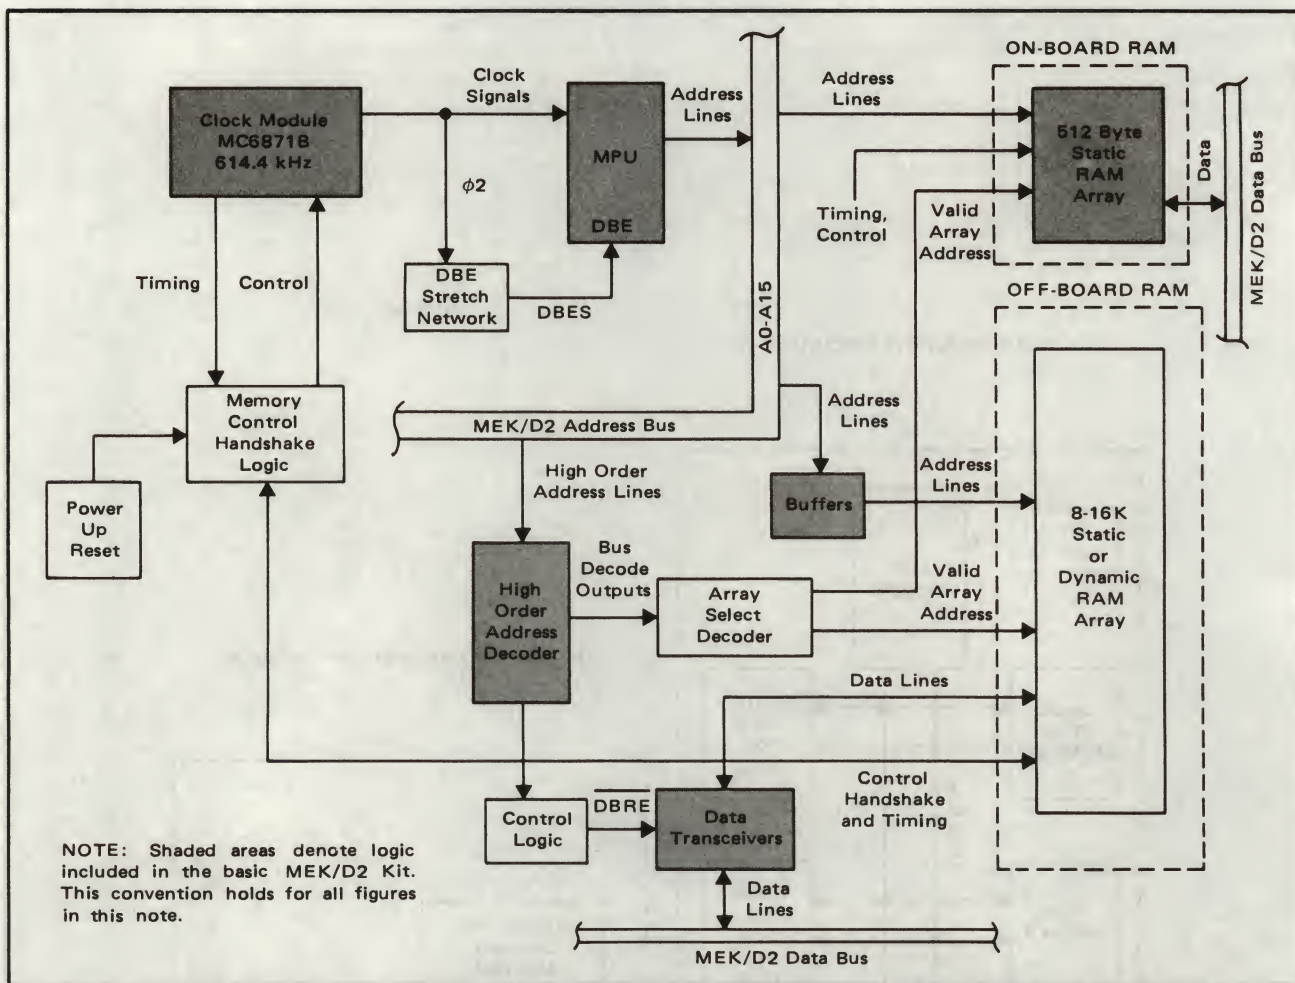 ON-BOARD RAM
Clock
Signals
Address
Lines
Address
Lines
Clock Module
MC6871B
614.4 kHz
MPU
512 Byte
Static
RAM
Array
Data
MEK/D2 Data Bus
ϕ2
DBE
Timing,
Control
Valid
Array
Address
Timing
Control
DBE
Stretch
Network
DBES
A0-A15
OFF-BOARD RAM
Memory
Control
Handshake
Logic
MEK/D2 Address Bus
Address
Lines
Power
Up
Reset
High Order
Address Lines
Buffers
Address
Lines
8-16K
Static
or
Dynamic
RAM
Array
High
Order
Address
Decoder
Bus
Decode
Outputs
Array
Select
Decoder
Valid
Array
Address
Data Lines
Control
Handshake
and Timing
Control
Logic
DBRE
Data
Transceivers
NOTE: Shaded areas denote logic
included in the basic MEK/D2 Kit.
This convention holds for all figures
in this note.
Data
Lines
MEK/D2 Data Bus